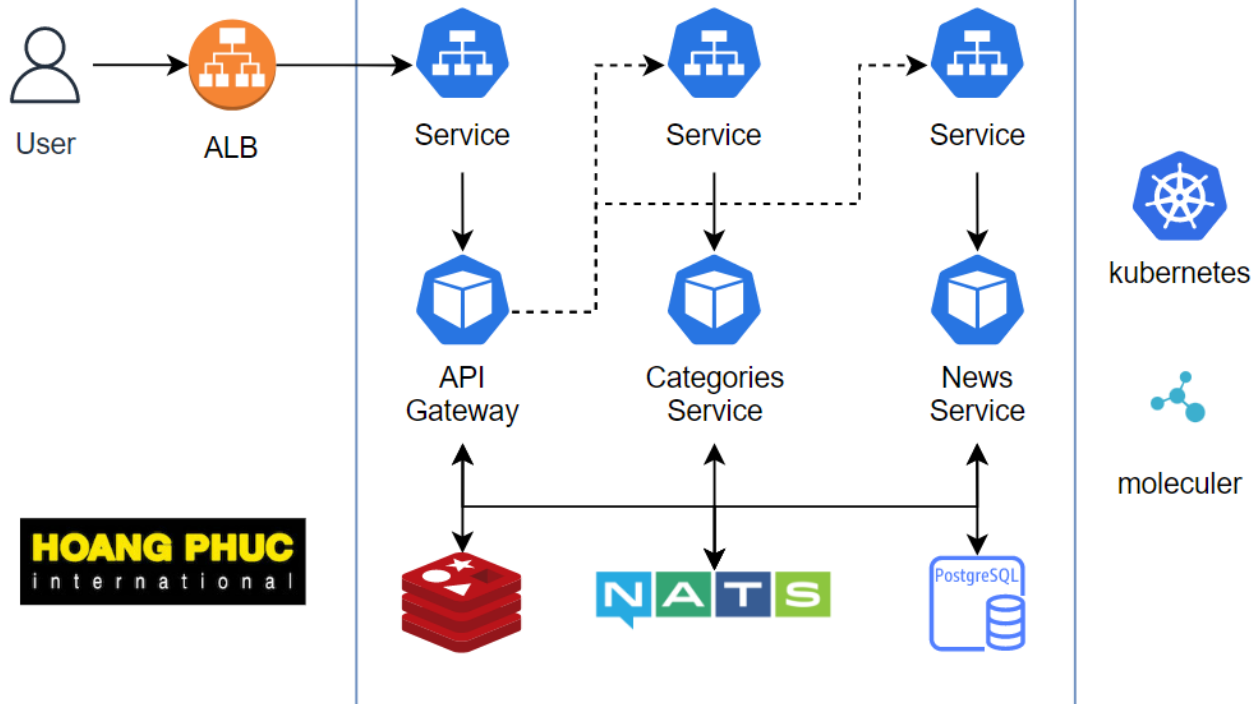 User
ALB
Service
Service
Service
kubernetes
API
Gateway
Categories
Service
News
Service
moleculer
HOANG PHUC
international
NATS
PostgreSQL